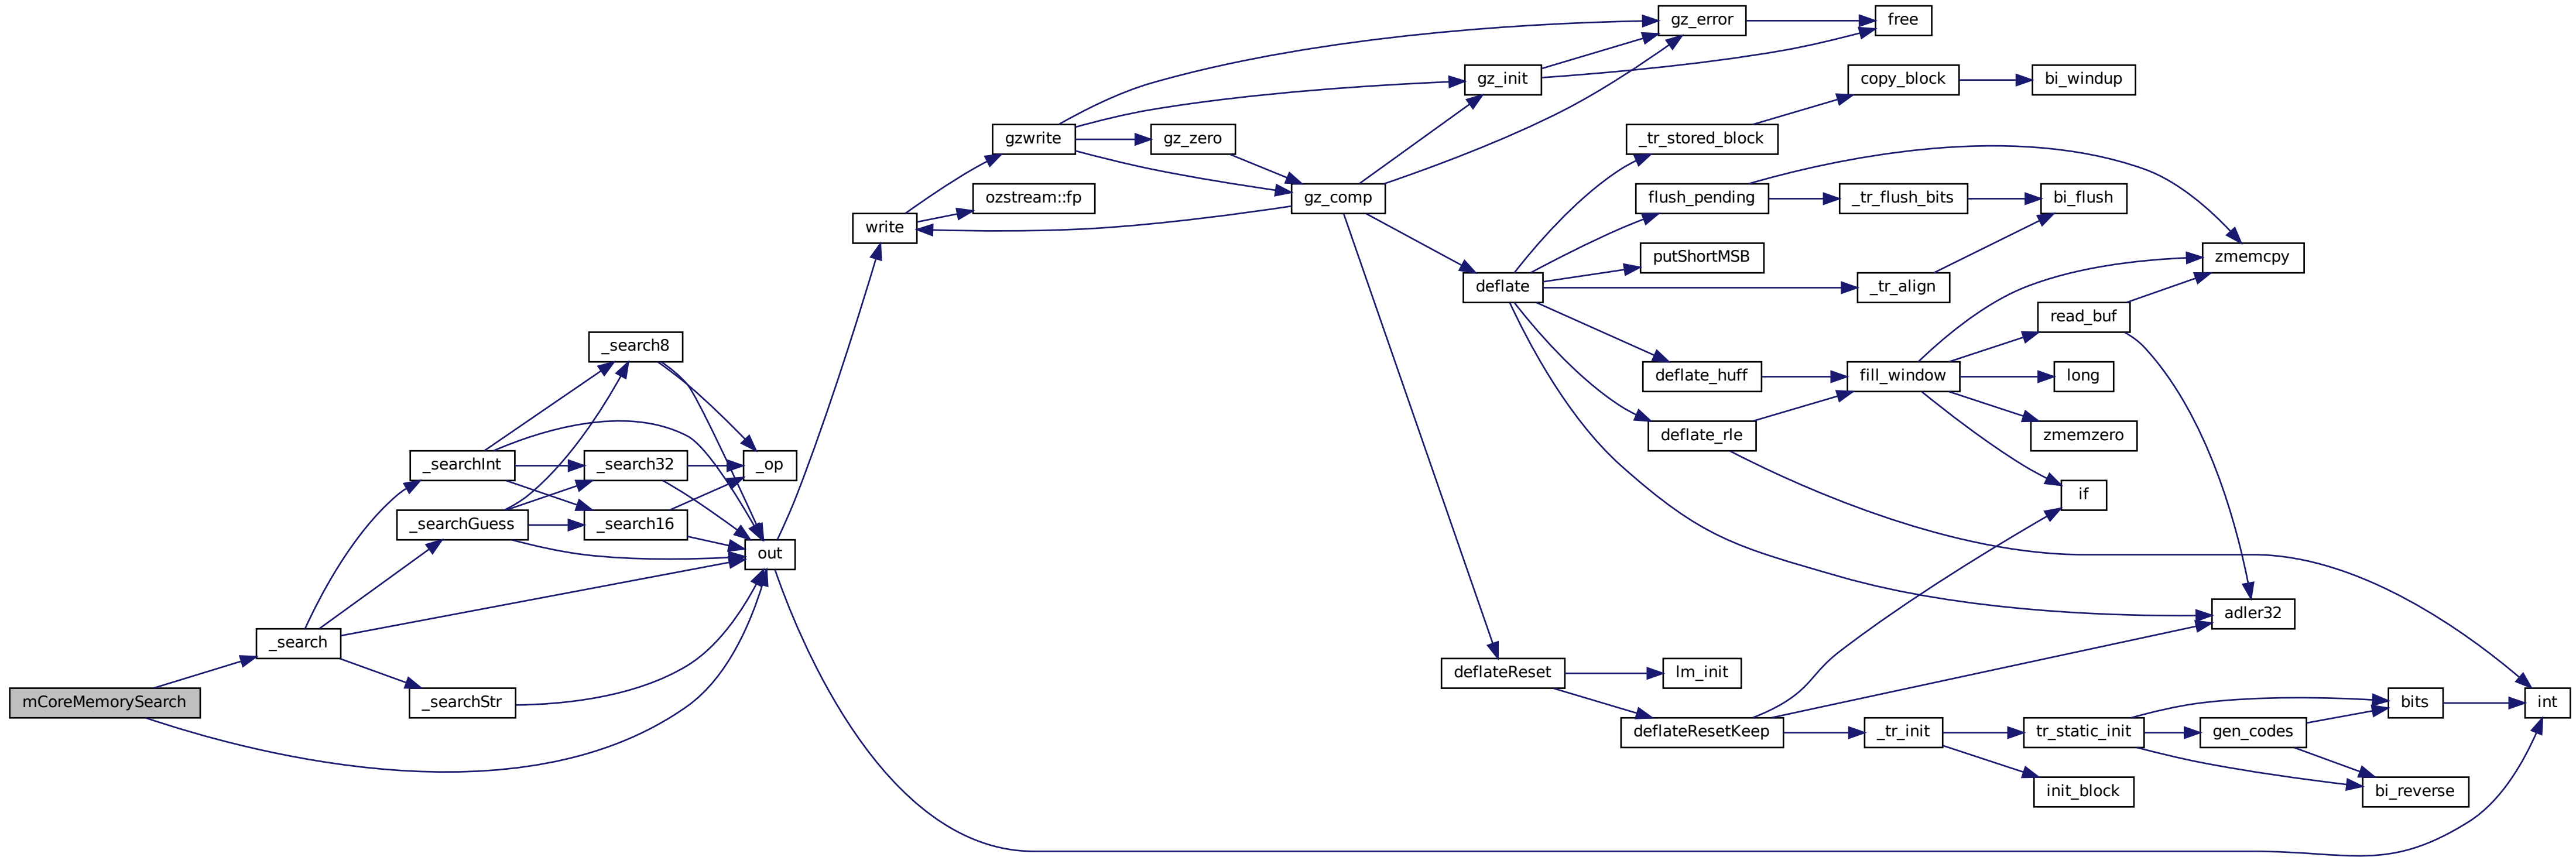 mCoreMemorySearch
_search
_searchInt
_searchGuess
_searchStr
_search8
_search32
_search16
_op
out
write
gzwrite
ozstream::fp
gz_zero
gz_comp
gz_error
free
gz_init
copy_block
bi_windup
_tr_stored_block
flush_pending
_tr_flush_bits
bi_flush
putShortMSB
zmemcpy
deflate
_tr_align
read_buf
deflate_huff
fill_window
long
deflate_rle
zmemzero
if
adler32
deflateReset
lm_init
deflateResetKeep
_tr_init
tr_static_init
gen_codes
bits
int
init_block
bi_reverse